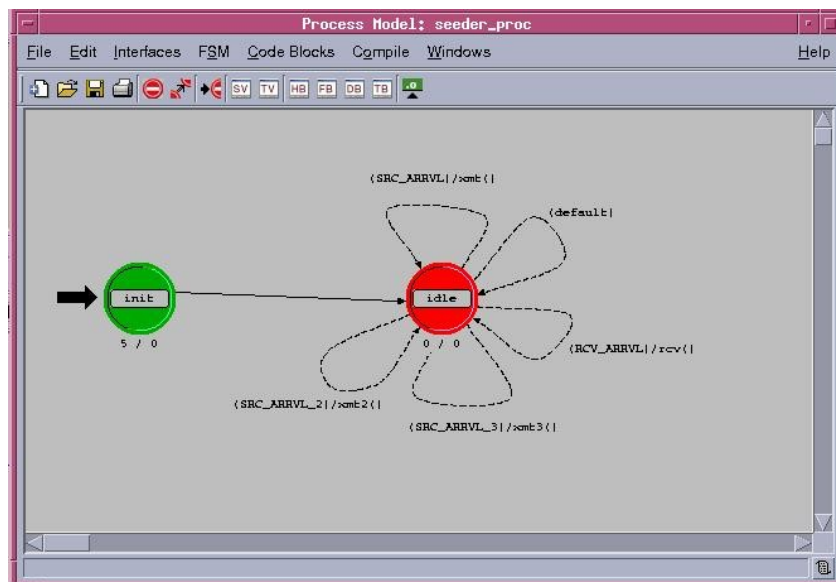 Process Model: seeder_proc
File Edit Interfaces FSM Code Blocks Compile Windows Help
SV TV HB FB DB TB
(SRC_ARRVL)/xmt()
(default)
init
idle
5 / 0
0 / 0
(RCV_ARRVL)/rcv()
(SRC_ARRVL_2)/xmt2()
(SRC_ARRVL_3)/xmt3()